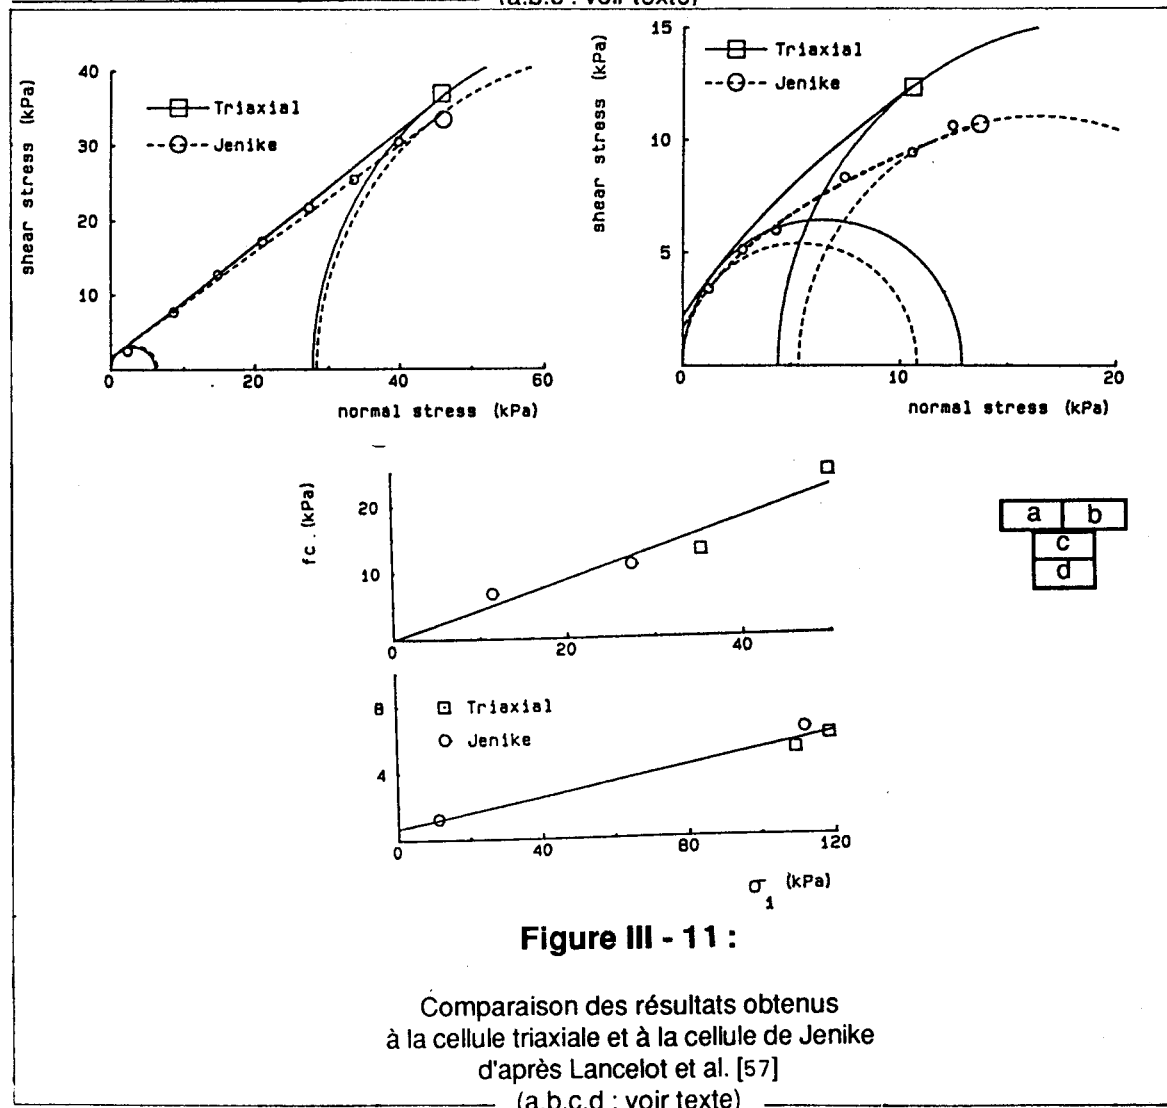 (a.b.c : voir texte)
40
30
20
10
0
20
40
60
shear stress (kPa)
normal stress (kPa)
Triaxial
Jenike
15
10
5
0
10
20
shear stress (kPa)
normal stress (kPa)
Triaxial
Jenike
fc . (kPa)
20
10
0
20
40
a b
c
d
8
4
Triaxial
Jenike
0
40
80
120
σ1 (kPa)
Figure III - 11 :
Comparaison des résultats obtenus
à la cellule triaxiale et à la cellule de Jenike
d'après Lancelot et al. [57]
(a.b.c.d : voir texte)